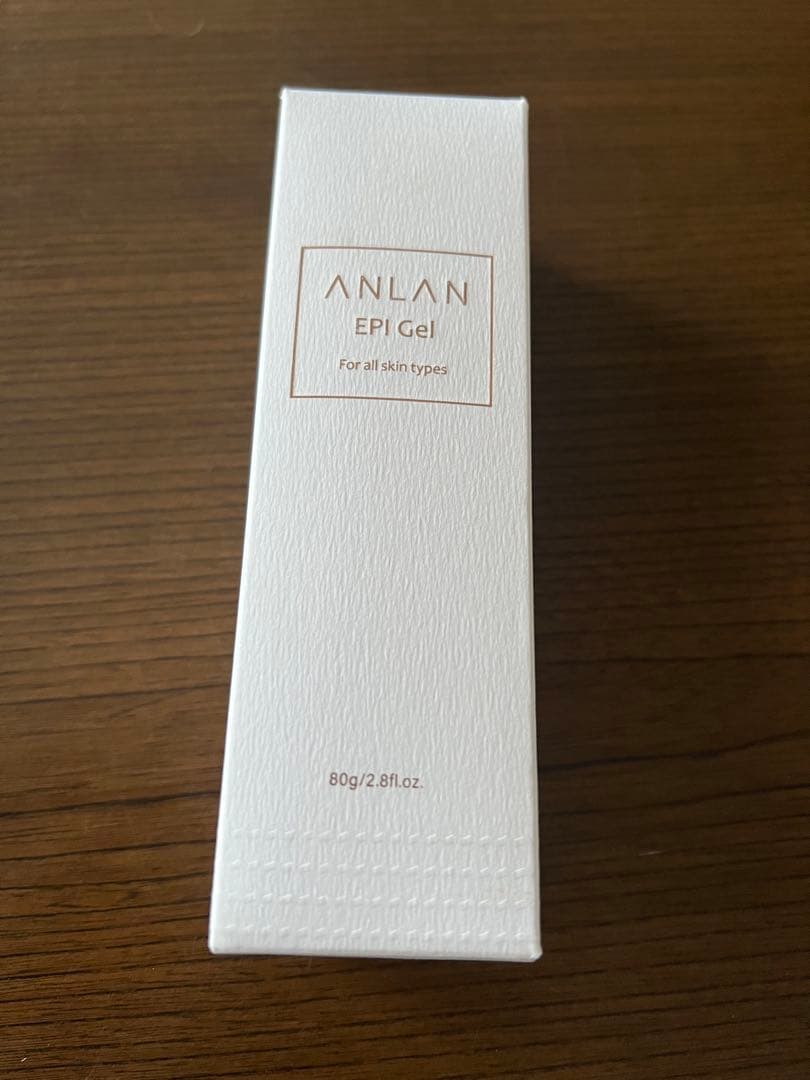 ANLAN
EPI Gel
For all skin types
80g/2.8fl.oz.